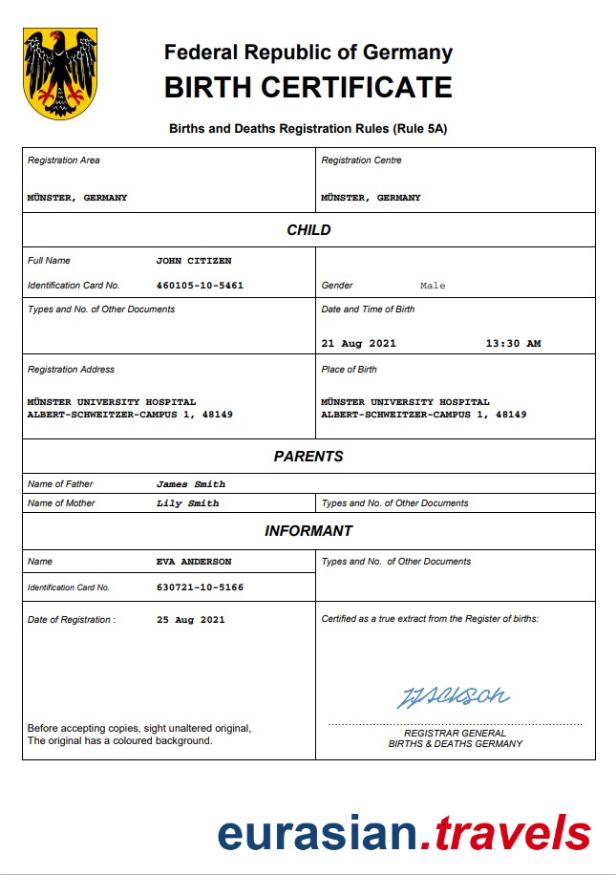 Federal Republic of Germany
BIRTH CERTIFICATE
Births and Deaths Registration Rules (Rule 5A)
Registration Area
Registration Centre
MÜNSTER, GERMANY
MÜNSTER, GERMANY
CHILD
Full Name JOHN CITIZEN
Identification Card No. 460105-10-5461
Gender Male
Types and No. of Other Documents
Date and Time of Birth
21 Aug 2021 13:30 AM
Registration Address
Place of Birth
MÜNSTER UNIVERSITY HOSPITAL
ALBERT-SCHWEITZER-CAMPUS 1, 48149
MÜNSTER UNIVERSITY HOSPITAL
ALBERT-SCHWEITZER-CAMPUS 1, 48149
PARENTS
Name of Father James Smith
Name of Mother Lily Smith
Types and No. of Other Documents
INFORMANT
Name EVA ANDERSON
Types and No. of Other Documents
Identification Card No. 630721-10-5166
Date of Registration : 25 Aug 2021
Certified as a true extract from the Register of births:
Before accepting copies, sight unaltered original,
The original has a coloured background.
REGISTRAR GENERAL
BIRTHS & DEATHS GERMANY
eurasian.travels